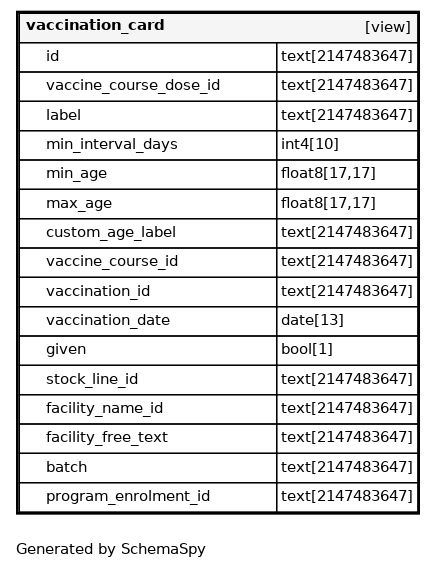 vaccination_card [view]
id text[2147483647]
vaccine_course_dose_id text[2147483647]
label text[2147483647]
min_interval_days int4[10]
min_age float8[17,17]
max_age float8[17,17]
custom_age_label text[2147483647]
vaccine_course_id text[2147483647]
vaccination_id text[2147483647]
vaccination_date date[13]
given bool[1]
stock_line_id text[2147483647]
facility_name_id text[2147483647]
facility_free_text text[2147483647]
batch text[2147483647]
program_enrolment_id text[2147483647]
Generated by SchemaSpy